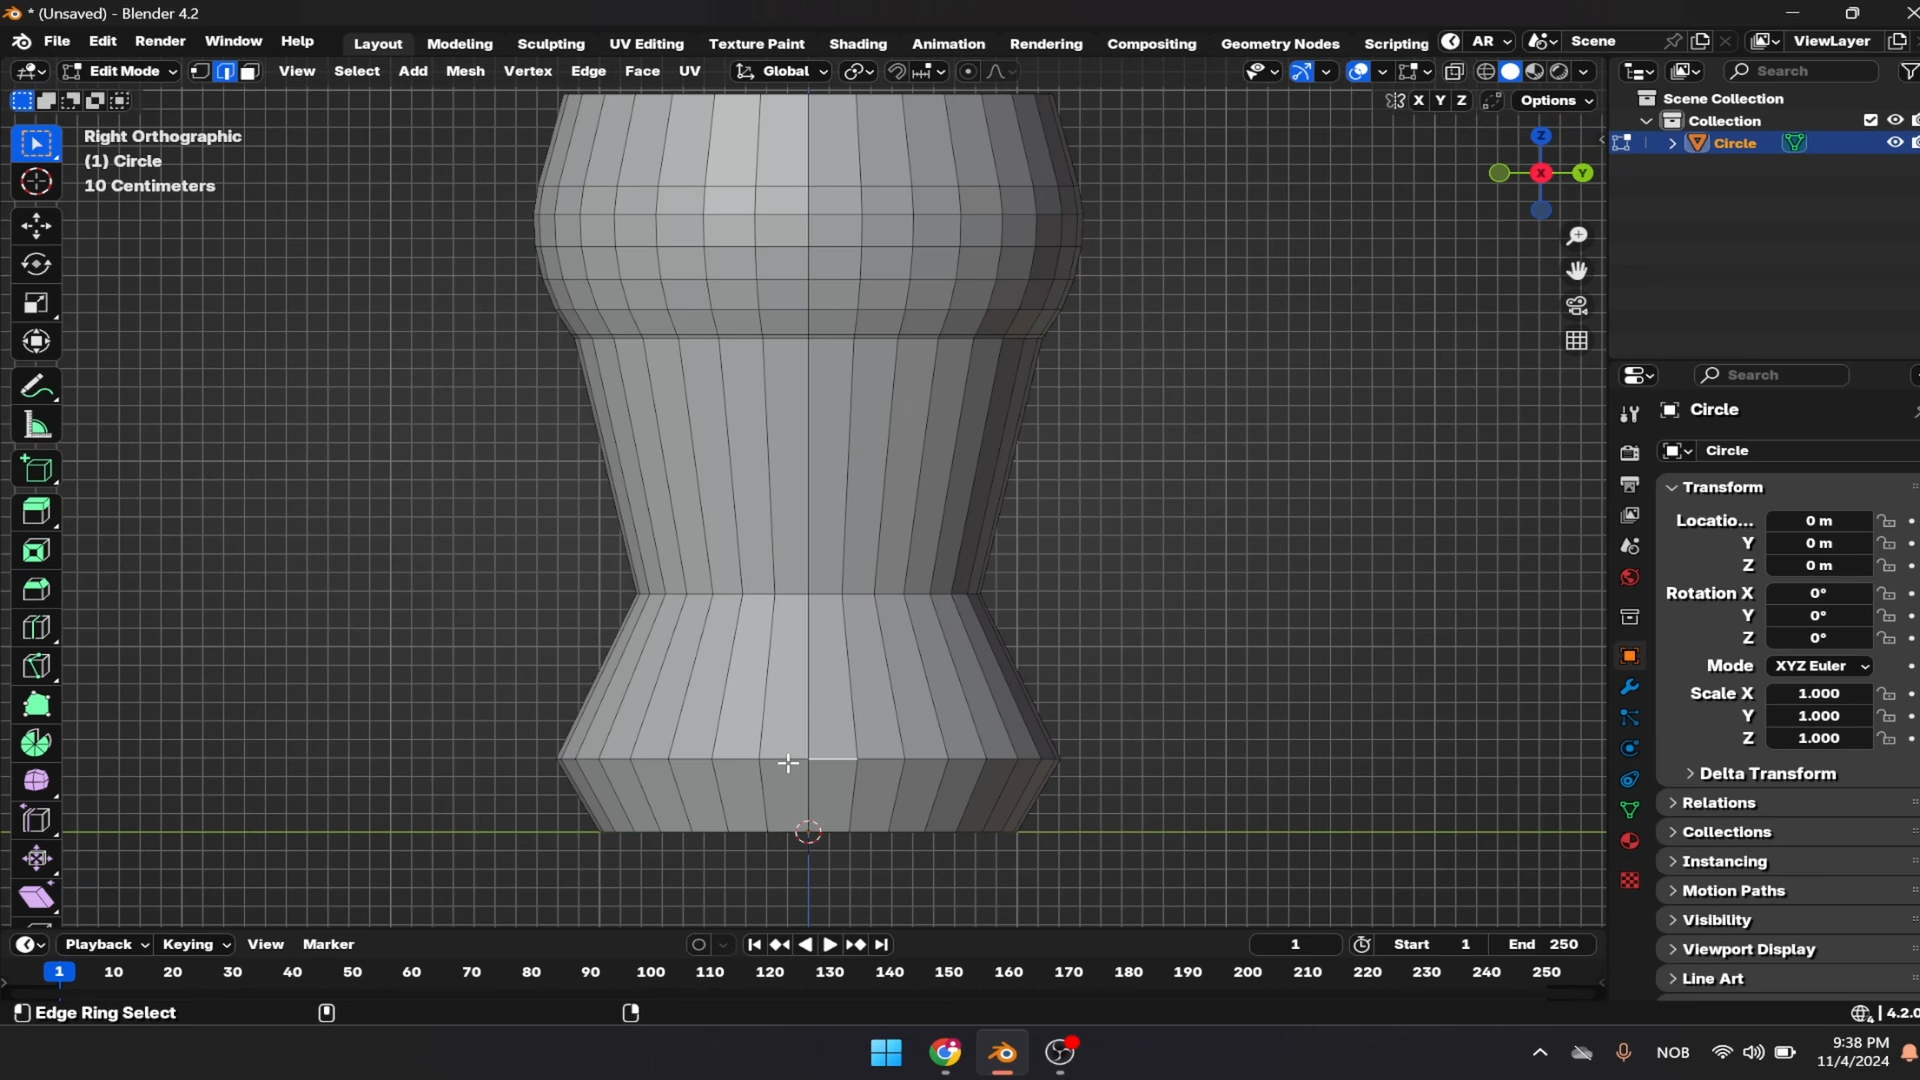 * (Unsaved) - Blender 4.2
File Edit Render Window Help Layout Modeling Sculpting UV Editing Texture Paint Shading Animation Rendering Compositing Geometry Nodes Scripting AR Scene ViewLayer
Edit Mode View Select Add Mesh Vertex Edge Face UV Global Search
X Y Z Options
Scene Collection
Collection
Circle
Right Orthographic
(1) Circle
10 Centimeters
Z
X
Y
Search
Circle
Circle
Transform
Locatio... 0 m
Y 0 m
Z 0 m
Rotation X 0°
Y 0°
Z 0°
Mode XYZ Euler
Scale X 1.000
Y 1.000
Z 1.000
Delta Transform
Relations
Collections
Instancing
Motion Paths
Visibility
Viewport Display
Line Art
Playback Keying View Marker 1 Start 1 End 250
1 10 20 30 40 50 60 70 80 90 100 110 120 130 140 150 160 170 180 190 200 210 220 230 240 250
Edge Ring Select 4 4.2.0
NOB 9:38 PM
11/4/2024